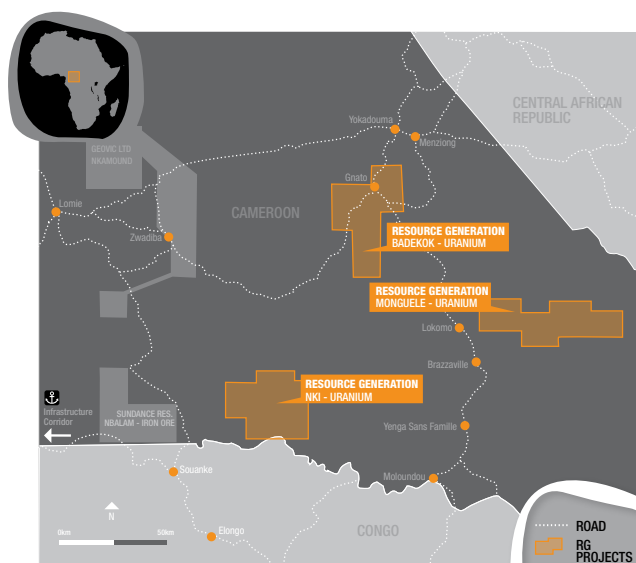 CENTRAL AFRICAN
REPUBLIC
Yokadouma
Menziong
GEOVIC LTD
NKAMOUND
Gnato
Lomie
CAMEROON
Zwadiba
RESOURCE GENERATION
BADEKOK - URANIUM
RESOURCE GENERATION
MONGUELE - URANIUM
Lokomo
Brazzaville
RESOURCE GENERATION
NKI - URANIUM
Infrastructure
Corridor
SUNDANCE RES.
NBALAM - IRON ORE
Yenga Sans Famille
Souanke
Moloundou
N
0km
50km
Elongo
CONGO
ROAD
RG
PROJECTS